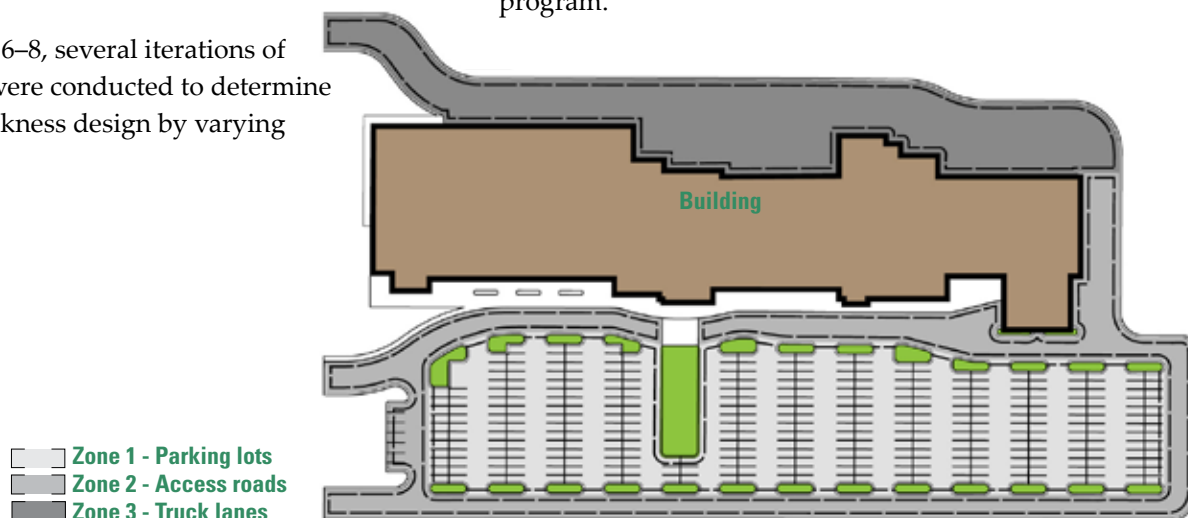 program.
6–8, several iterations of
were conducted to determine
kness design by varying
Building
Zone 1 - Parking lots
Zone 2 - Access roads
Zone 3 - Truck lanes